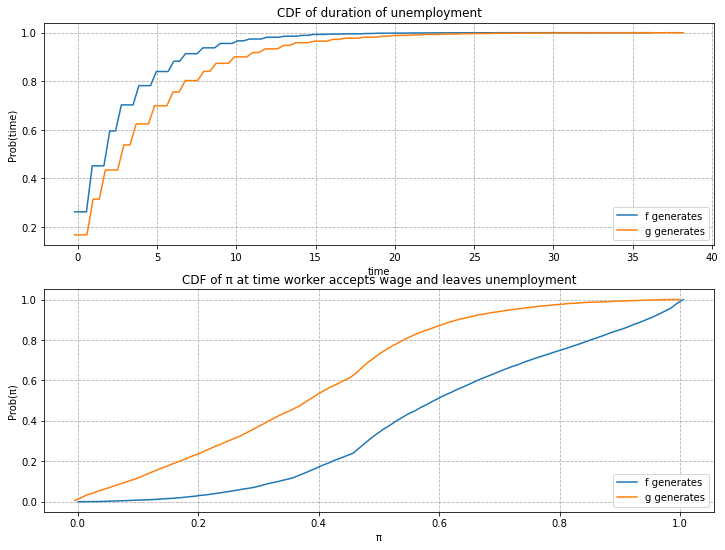 CDF of duration of unemployment
Prob(time)
1.0
0.8
0.6
0.4
0.2
f generates
g generates
0 5 10 15 20 25 30 35 40
time
CDF of π at time worker accepts wage and leaves unemployment
Prob(π)
1.0
0.8
0.6
0.4
0.2
0.0
f generates
g generates
0.0 0.2 0.4 0.6 0.8 1.0
π